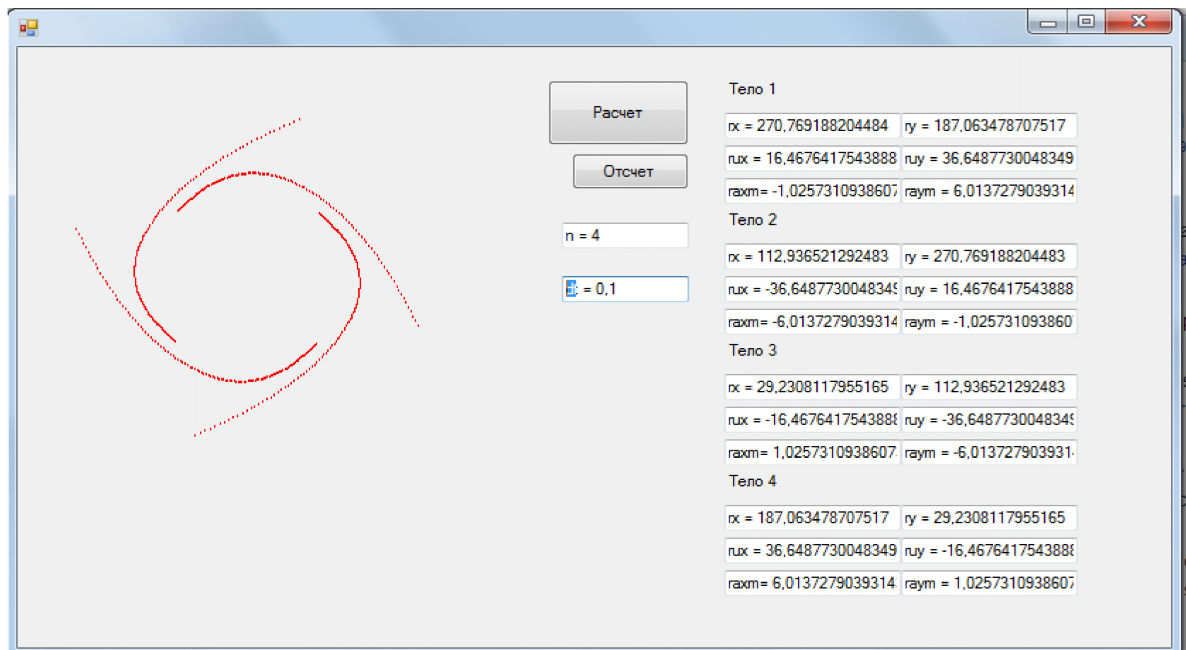 Расчет
Отсчет
n = 4
= 0,1
Тело 1
rx = 270,769188204484 ry = 187,063478707517
rux = 16,4676417543888 ruy = 36,6487730048349
raxm= -1,0257310938607 raym = 6,0137279039314
Тело 2
rx = 112,936521292483 ry = 270,769188204483
rux = -36,6487730048349 ruy = 16,4676417543888
raxm= -6,0137279039314 raym = -1,025731093860
Тело 3
rx = 29,2308117955165 ry = 112,936521292483
rux = -16,4676417543888 ruy = -36,6487730048349
raxm= 1,0257310938607 raym = -6,013727903931
Тело 4
rx = 187,063478707517 ry = 29,2308117955165
rux = 36,6487730048349 ruy = -16,4676417543888
raxm= 6,0137279039314 raym = 1,0257310938607